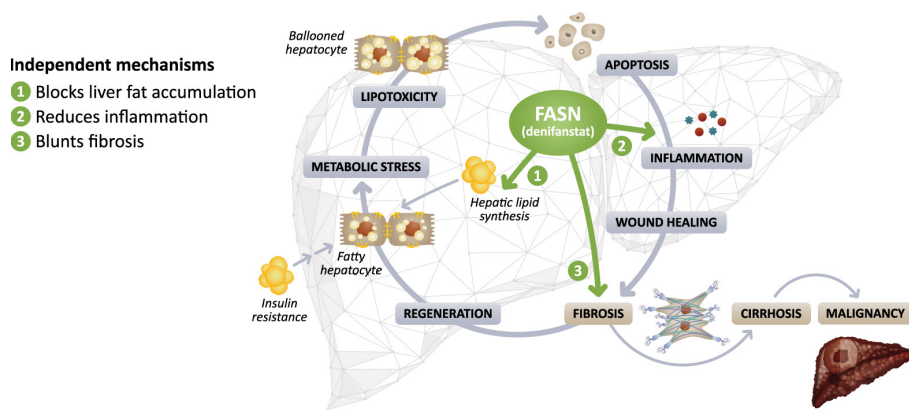 Independent mechanisms
1 Blocks liver fat accumulation
2 Reduces inflammation
3 Blunts fibrosis
Ballooned
hepatocyte
APOPTOSIS
LIPOTOXICITY
FASN
(denifanstat)
2
INFLAMMATION
METABOLIC STRESS
1
Hepatic lipid
synthesis
WOUND HEALING
Fatty
hepatocyte
3
Insulin
resistance
REGENERATION
FIBROSIS
CIRRHOSIS
MALIGNANCY